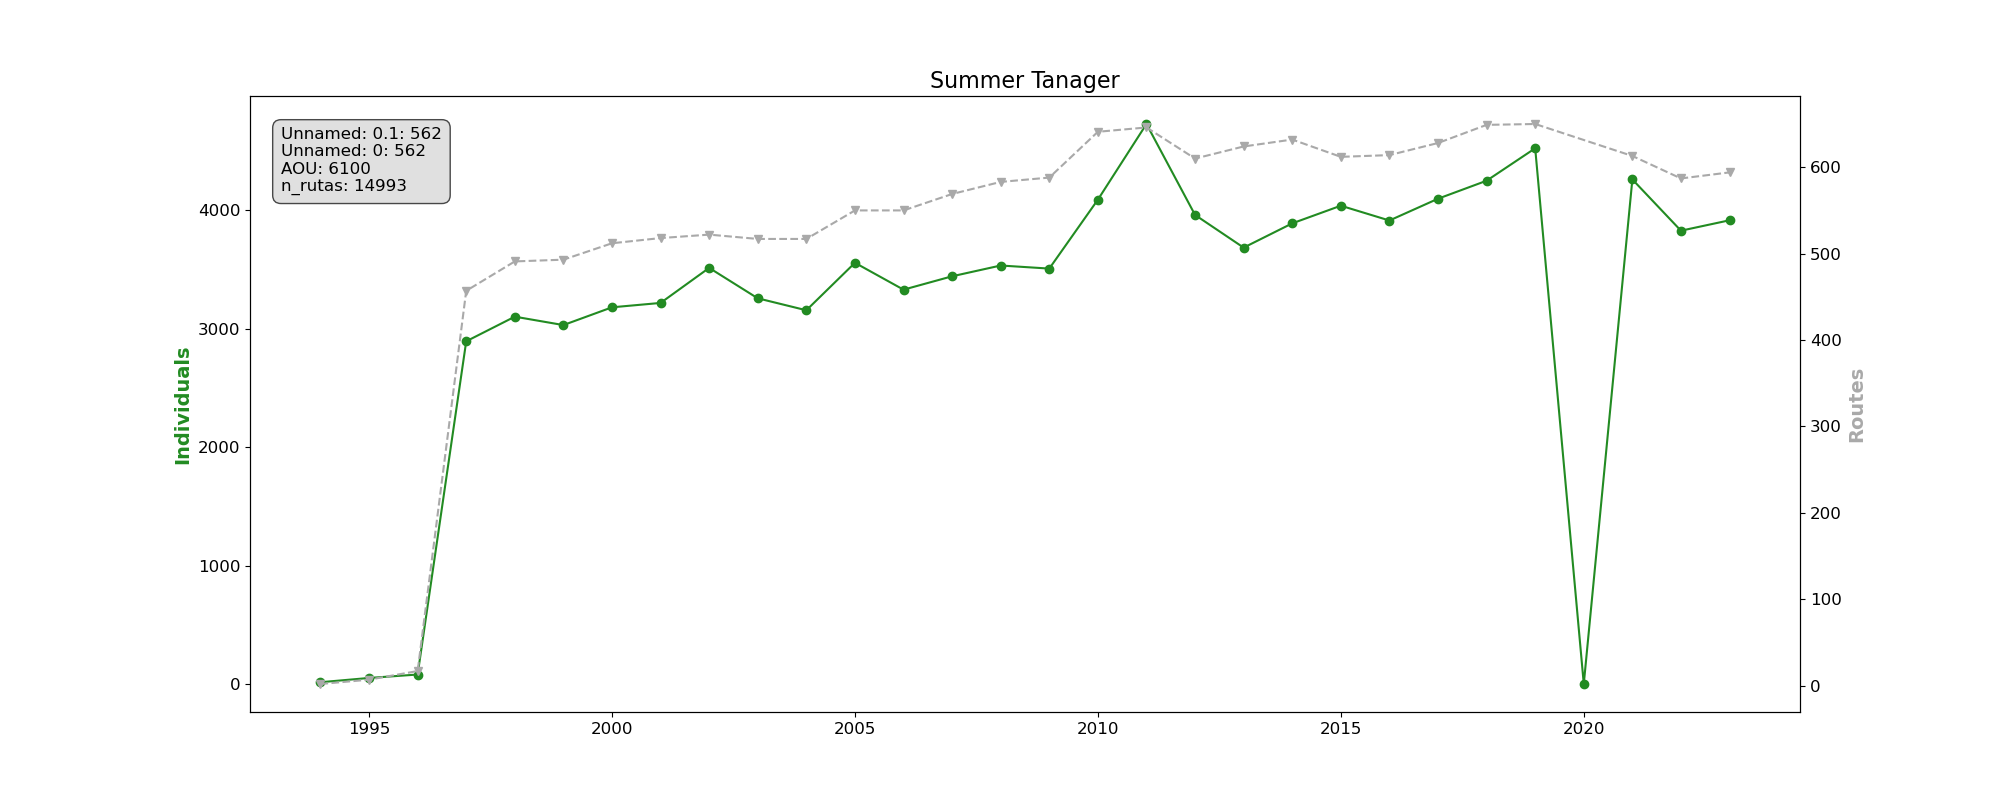 Summer Tanager
Unnamed: 0.1: 562
Unnamed: 0: 562
AOU: 6100
n_rutas: 14993
Individuals
4000
3000
2000
1000
0
Routes
600
500
400
300
200
100
0
1995 2000 2005 2010 2015 2020